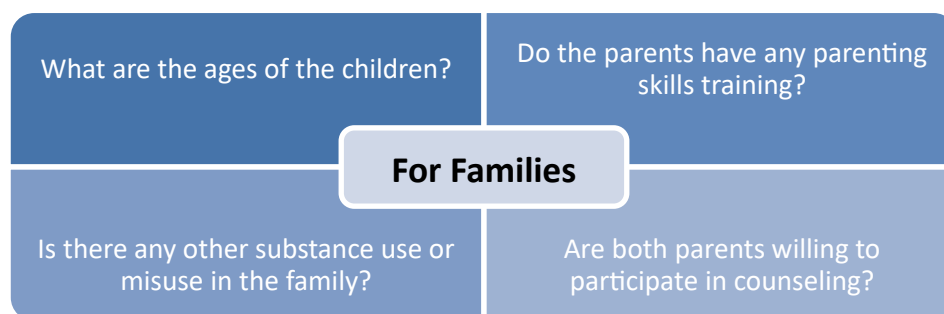 What are the ages of the children?
Do the parents have any parenting
skills training?
For Families
Is there any other substance use or
misuse in the family?
Are both parents willing to
participate in counseling?